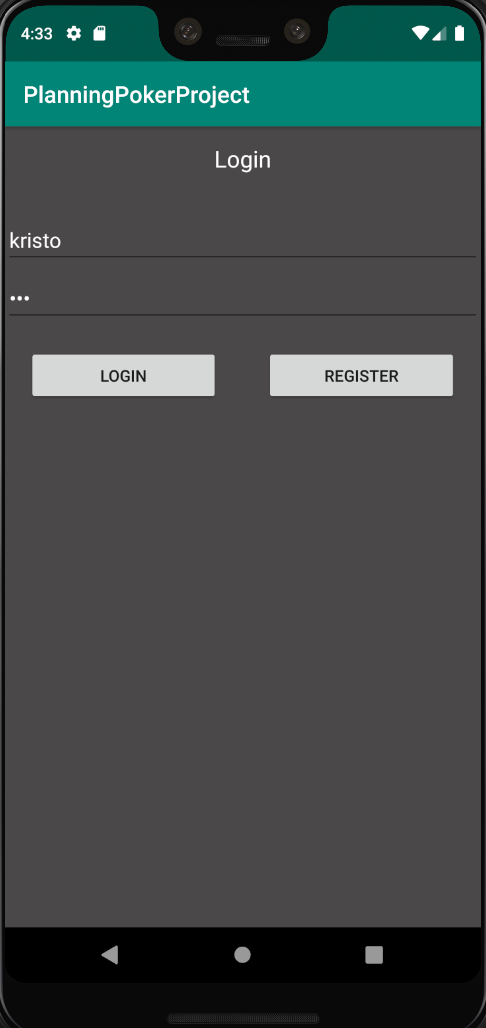 4:33
PlanningPokerProject
Login
kristo
•••
LOGIN
REGISTER